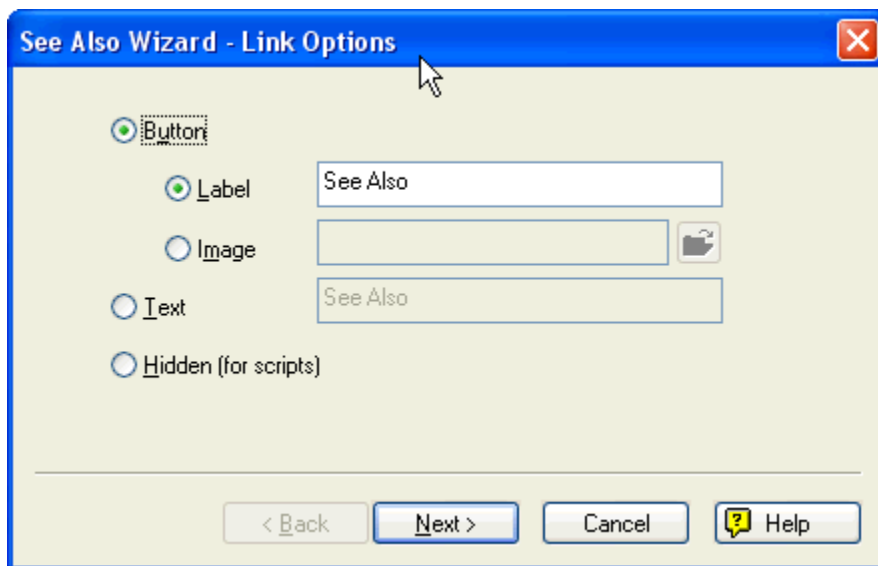 See Also Wizard - Link Options
Button
Label See Also
Image
Text See Also
Hidden (for scripts)
< Back Next > Cancel Help